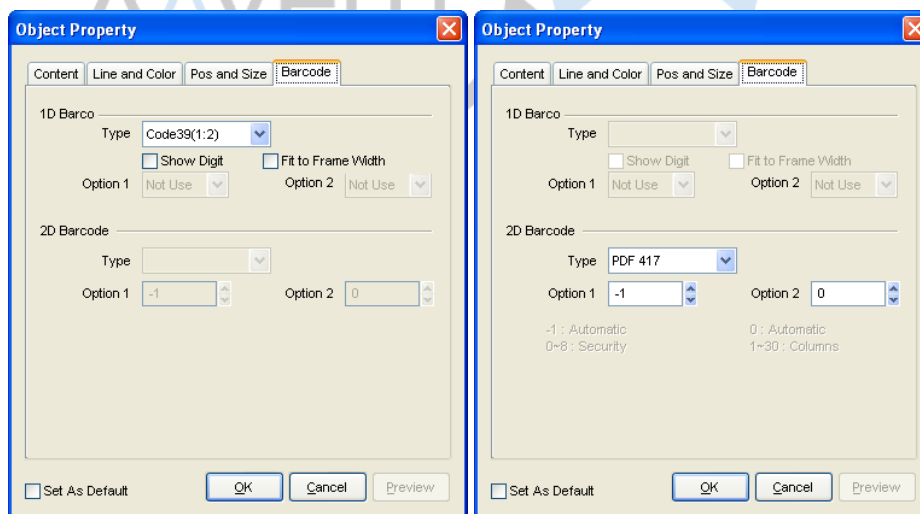 Object Property
Content Line and Color Pos and Size Barcode
1D Barco
Type Code39(1:2)
Show Digit Fit to Frame Width
Option 1 Not Use Option 2 Not Use
2D Barcode
Type
Option 1 -1 Option 2 0
Set As Default OK Cancel Preview
Object Property
Content Line and Color Pos and Size Barcode
1D Barco
Type
Show Digit Fit to Frame Width
Option 1 Not Use Option 2 Not Use
2D Barcode
Type PDF 417
Option 1 -1 Option 2 0
-1 : Automatic 0 : Automatic
0~8 : Security 1~30 : Columns
Set As Default OK Cancel Preview